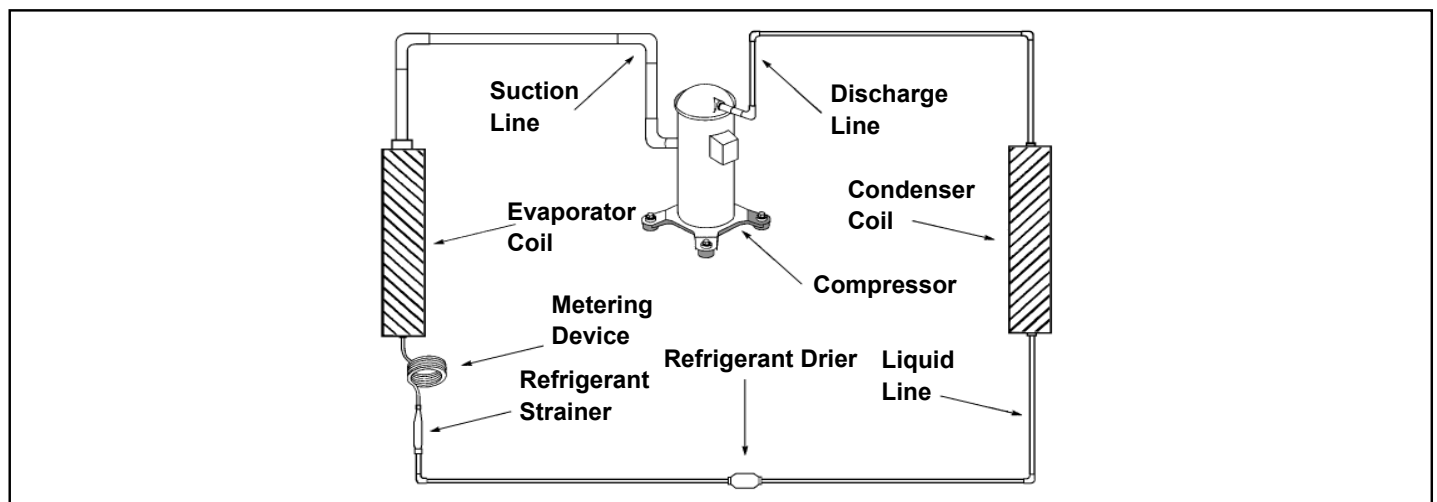 Suction
Line
Discharge
Line
Evaporator
Coil
Condenser
Coil
Compressor
Metering
Device
Refrigerant Drier
Liquid
Line
Refrigerant
Strainer